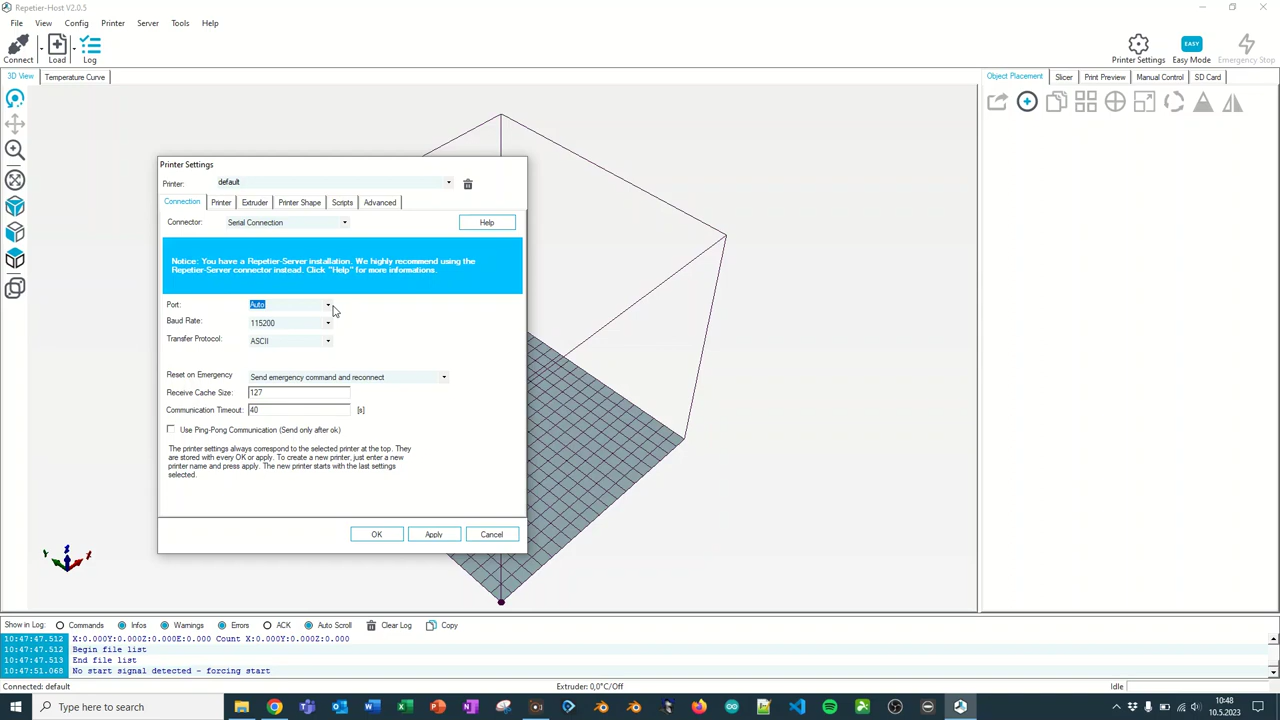 Repetier-Host V2.0.5
File View Config Printer Server Tools Help
Connect Load Log Printer Settings EASY Easy Mode Emergency Stop
3D View Temperature Curve Object Placement Slicer Print Preview Manual Control SD Card
Printer Settings
Printer: default
Connection Printer Extruder Printer Shape Scripts Advanced
Connector: Serial Connection Help
Notice: You have a Repetier-Server installation. We highly recommend using the
Repetier-Server connector instead. Click "Help" for more informations.
Port: Auto
Baud Rate: 115200
Transfer Protocol: ASCII
Reset on Emergency Send emergency command and reconnect
Receive Cache Size: 127
Communication Timeout: 40 [s]
Use Ping-Pong Communication (Send only after ok)
The printer settings always correspond to the selected printer at the top. They
are stored with every OK or apply. To create a new printer, just enter a new
printer name and press apply. The new printer starts with the last settings
selected.
OK Apply Cancel
Show in Log: Commands Infos Warnings Errors ACK Auto Scroll Clear Log Copy
10:47:47.512 X:0.000Y:0.000Z:0.000E:0.000 Count X:0.000Y:0.000Z:0.000
10:47:47.512 Begin file list
10:47:47.513 End file list
10:47:51.068 No start signal detected - forcing start
Connected: default Extruder: 0,0°C/Off Idle
Type here to search
10:48
10.5.2023